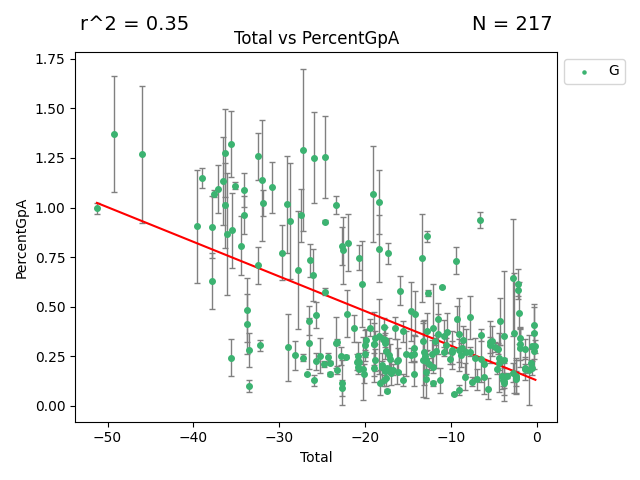 r^2 = 0.35 N = 217
Total vs PercentGpA
G
PercentGpA
1.75
1.50
1.25
1.00
0.75
0.50
0.25
0.00
−50 −40 −30 −20 −10 0
Total